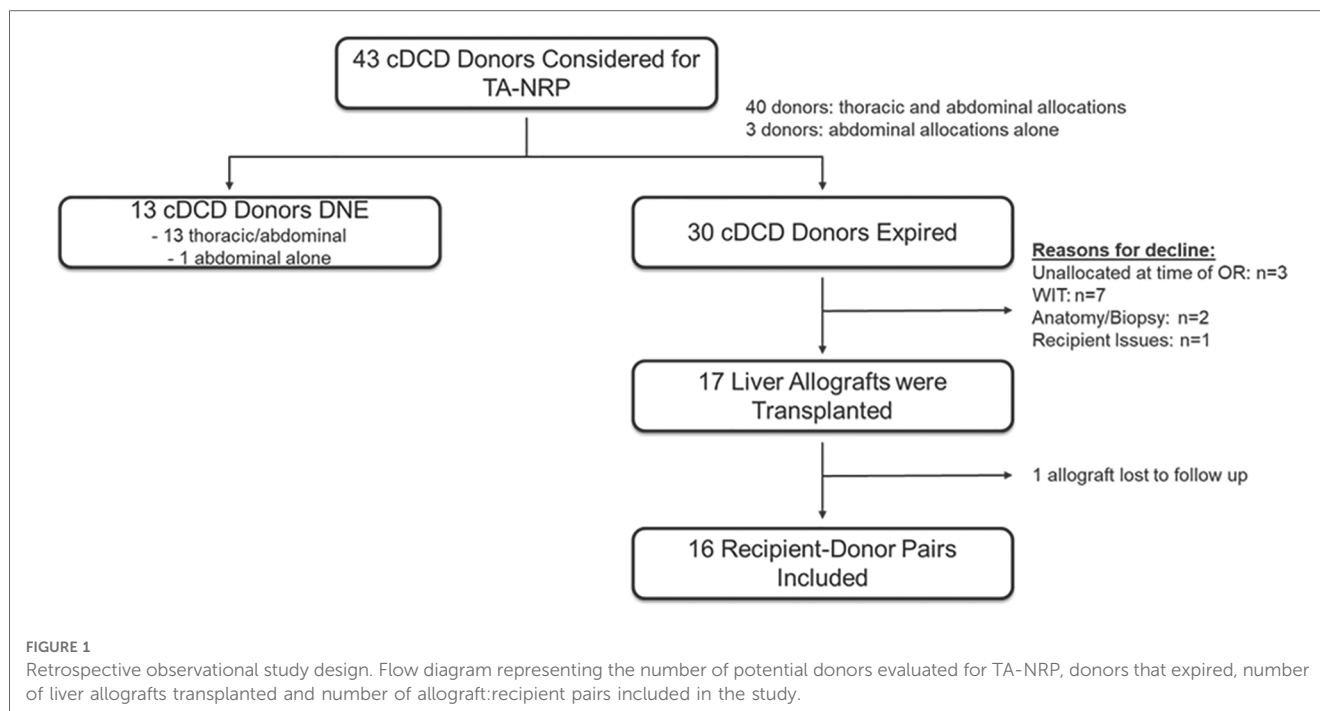 43 cDCD Donors Considered for
TA-NRP
40 donors: thoracic and abdominal allocations
3 donors: abdominal allocations alone
13 cDCD Donors DNE
- 13 thoracic/abdominal
- 1 abdominal alone
30 cDCD Donors Expired
Reasons for decline:
Unallocated at time of OR: n=3
WIT: n=7
Anatomy/Biopsy: n=2
Recipient Issues: n=1
17 Liver Allografts were
Transplanted
1 allograft lost to follow up
16 Recipient-Donor Pairs
Included
FIGURE 1
Retrospective observational study design. Flow diagram representing the number of potential donors evaluated for TA-NRP, donors that expired, number
of liver allografts transplanted and number of allograft:recipient pairs included in the study.